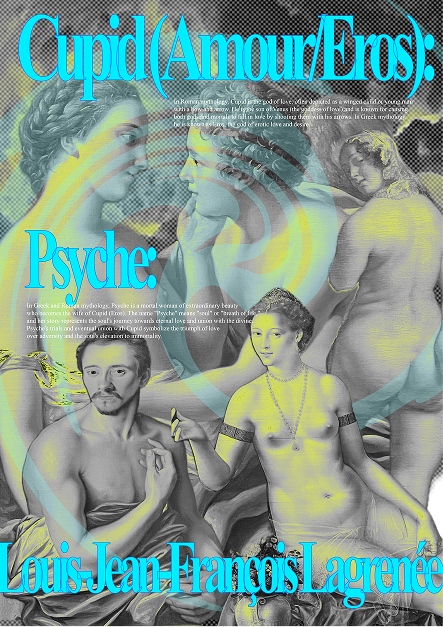 Cupid (Amour/Eros):
In Roman mythology, Cupid is the god of love, often depicted as a winged child or young man
with a bow and arrow. He is the son of Venus (the goddess of love) and is known for causing
both gods and mortals to fall in love by shooting them with his arrows. In Greek mythology,
he is known as Eros, the god of erotic love and desire.
Psyche:
In Greek and Roman mythology, Psyche is a mortal woman of extraordinary beauty
who becomes the wife of Cupid (Eros). The name "Psyche" means "soul" or "breath of life,"
and her story represents the soul's journey towards eternal love and union with the divine.
Psyche's trials and eventual union with Cupid symbolize the triumph of love
over adversity and the soul's elevation to immortality.
Louis-Jean-François Lagrenée